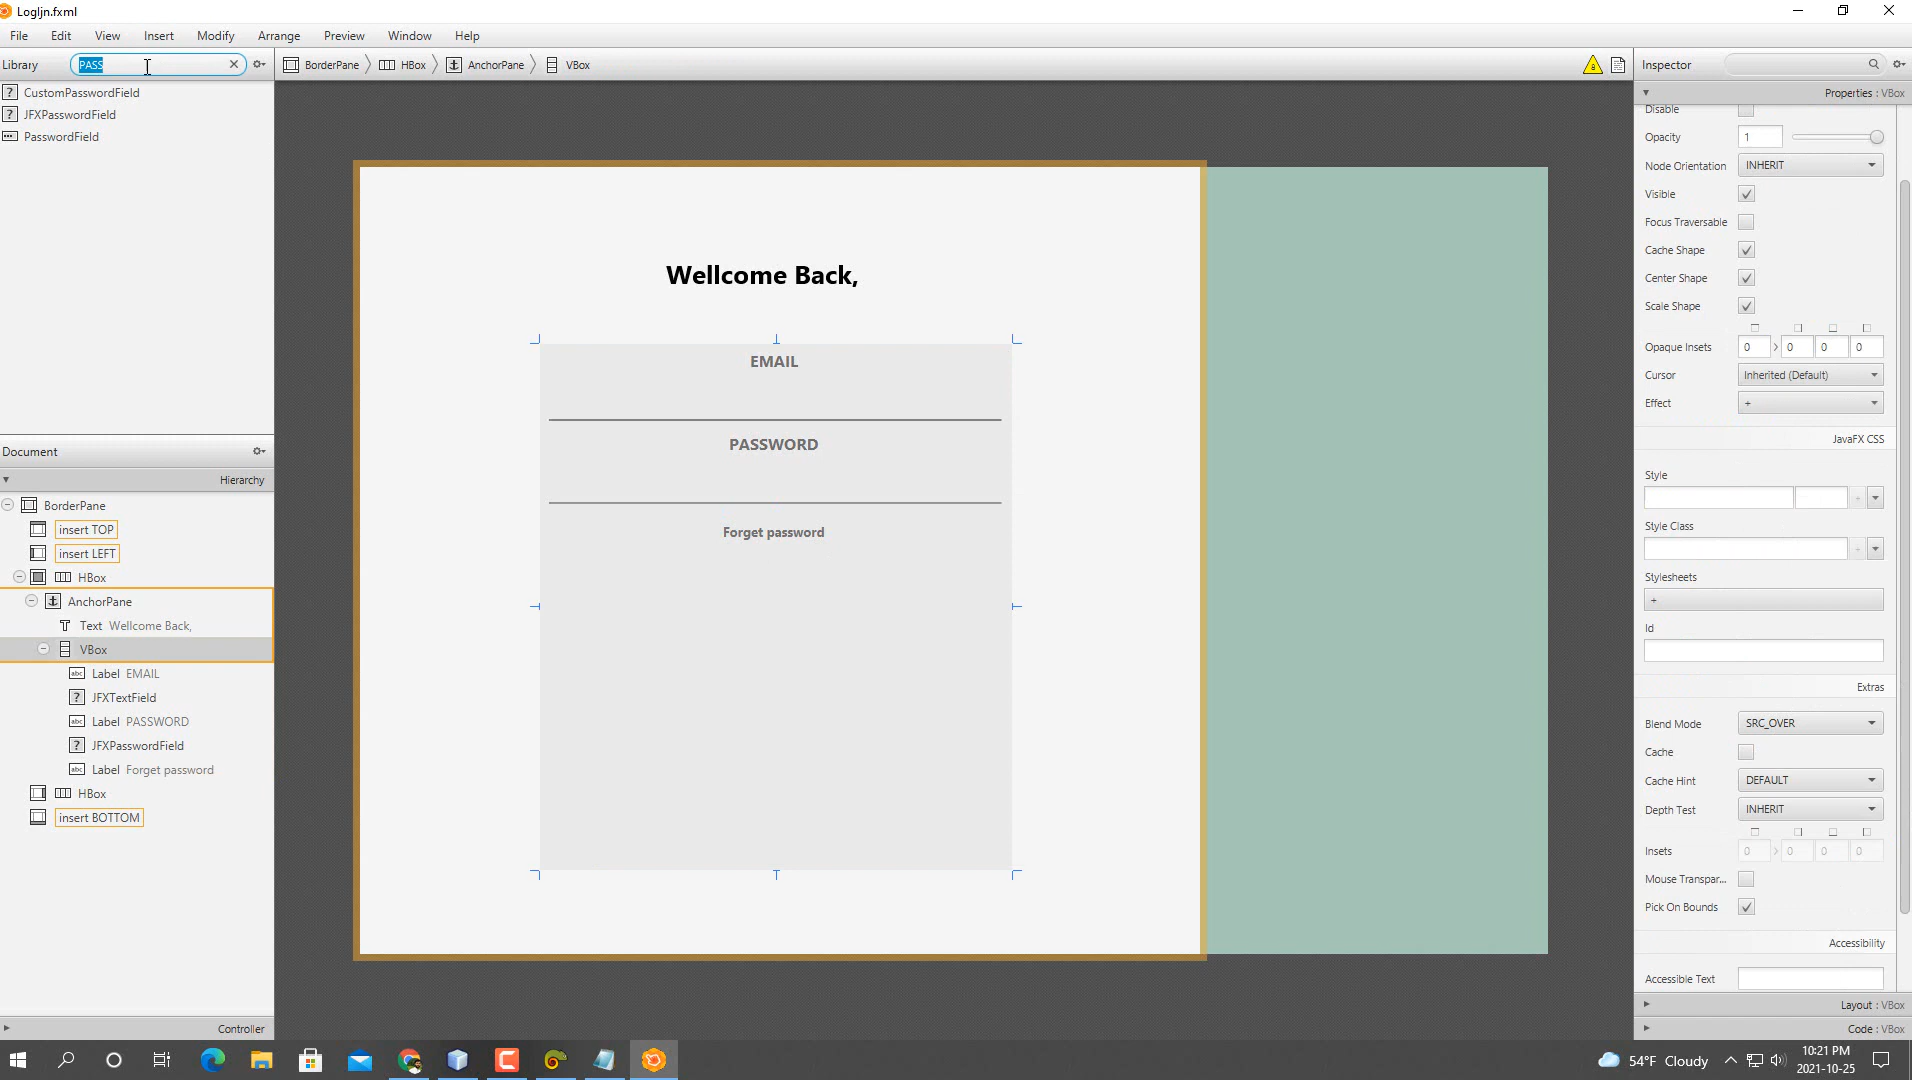 LogIjn.fxml
File Edit View Insert Modify Arrange Preview Window Help
Library PASS
BorderPane HBox AnchorPane VBox
Inspector
CustomPasswordField
JFXPasswordField
PasswordField
Properties : VBox
Disable
Opacity 1
Node Orientation INHERIT
Visible
Focus Traversable
Cache Shape
Center Shape
Scale Shape
Opaque Insets 0 0 0 0
Cursor Inherited (Default)
Effect +
JavaFX CSS
Style
Style Class
Stylesheets
+
Id
Extras
Blend Mode SRC_OVER
Cache
Cache Hint DEFAULT
Depth Test INHERIT
Insets 0 0 0 0
Mouse Transpar...
Pick On Bounds
Accessibility
Accessible Text
Layout : VBox
Code : VBox
Wellcome Back,
EMAIL
PASSWORD
Forget password
Document
Hierarchy
BorderPane
insert TOP
insert LEFT
HBox
AnchorPane
Text Wellcome Back,
VBox
abc Label EMAIL
JFXTextField
abc Label PASSWORD
JFXPasswordField
abc Label Forget password
HBox
insert BOTTOM
Controller
54°F Cloudy
10:21 PM
2021-10-25